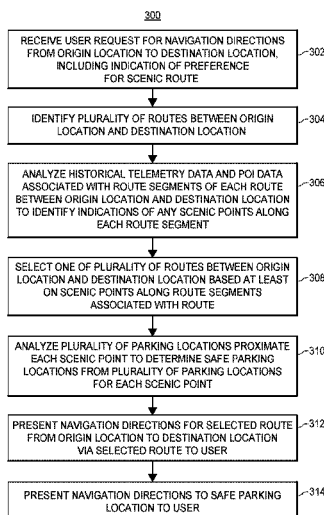 300
RECEIVE USER REQUEST FOR NAVIGATION DIRECTIONS
FROM ORIGIN LOCATION TO DESTINATION LOCATION,
INCLUDING INDICATION OF PREFERENCE
FOR SCENIC ROUTE
302
IDENTIFY PLURALITY OF ROUTES BETWEEN ORIGIN
LOCATION AND DESTINATION LOCATION
304
ANALYZE HISTORICAL TELEMETRY DATA AND POI DATA
ASSOCIATED WITH ROUTE SEGMENTS OF EACH ROUTE
BETWEEN ORIGIN LOCATION AND DESTINATION LOCATION
TO IDENTIFY INDICATIONS OF ANY SCENIC POINTS ALONG
EACH ROUTE SEGMENT
306
SELECT ONE OF PLURALITY OF ROUTES BETWEEN ORIGIN
LOCATION AND DESTINATION LOCATION BASED AT LEAST
ON SCENIC POINTS ALONG ROUTE SEGMENTS
ASSOCIATED WITH ROUTE
308
ANALYZE PLURALITY OF PARKING LOCATIONS PROXIMATE
EACH SCENIC POINT TO DETERMINE SAFE PARKING
LOCATIONS FROM PLURALITY OF PARKING LOCATIONS
FOR EACH SCENIC POINT
310
PRESENT NAVIGATION DIRECTIONS FOR SELECTED ROUTE
FROM ORIGIN LOCATION TO DESTINATION LOCATION
VIA SELECTED ROUTE TO USER
312
PRESENT NAVIGATION DIRECTIONS TO SAFE PARKING
LOCATION TO USER
314